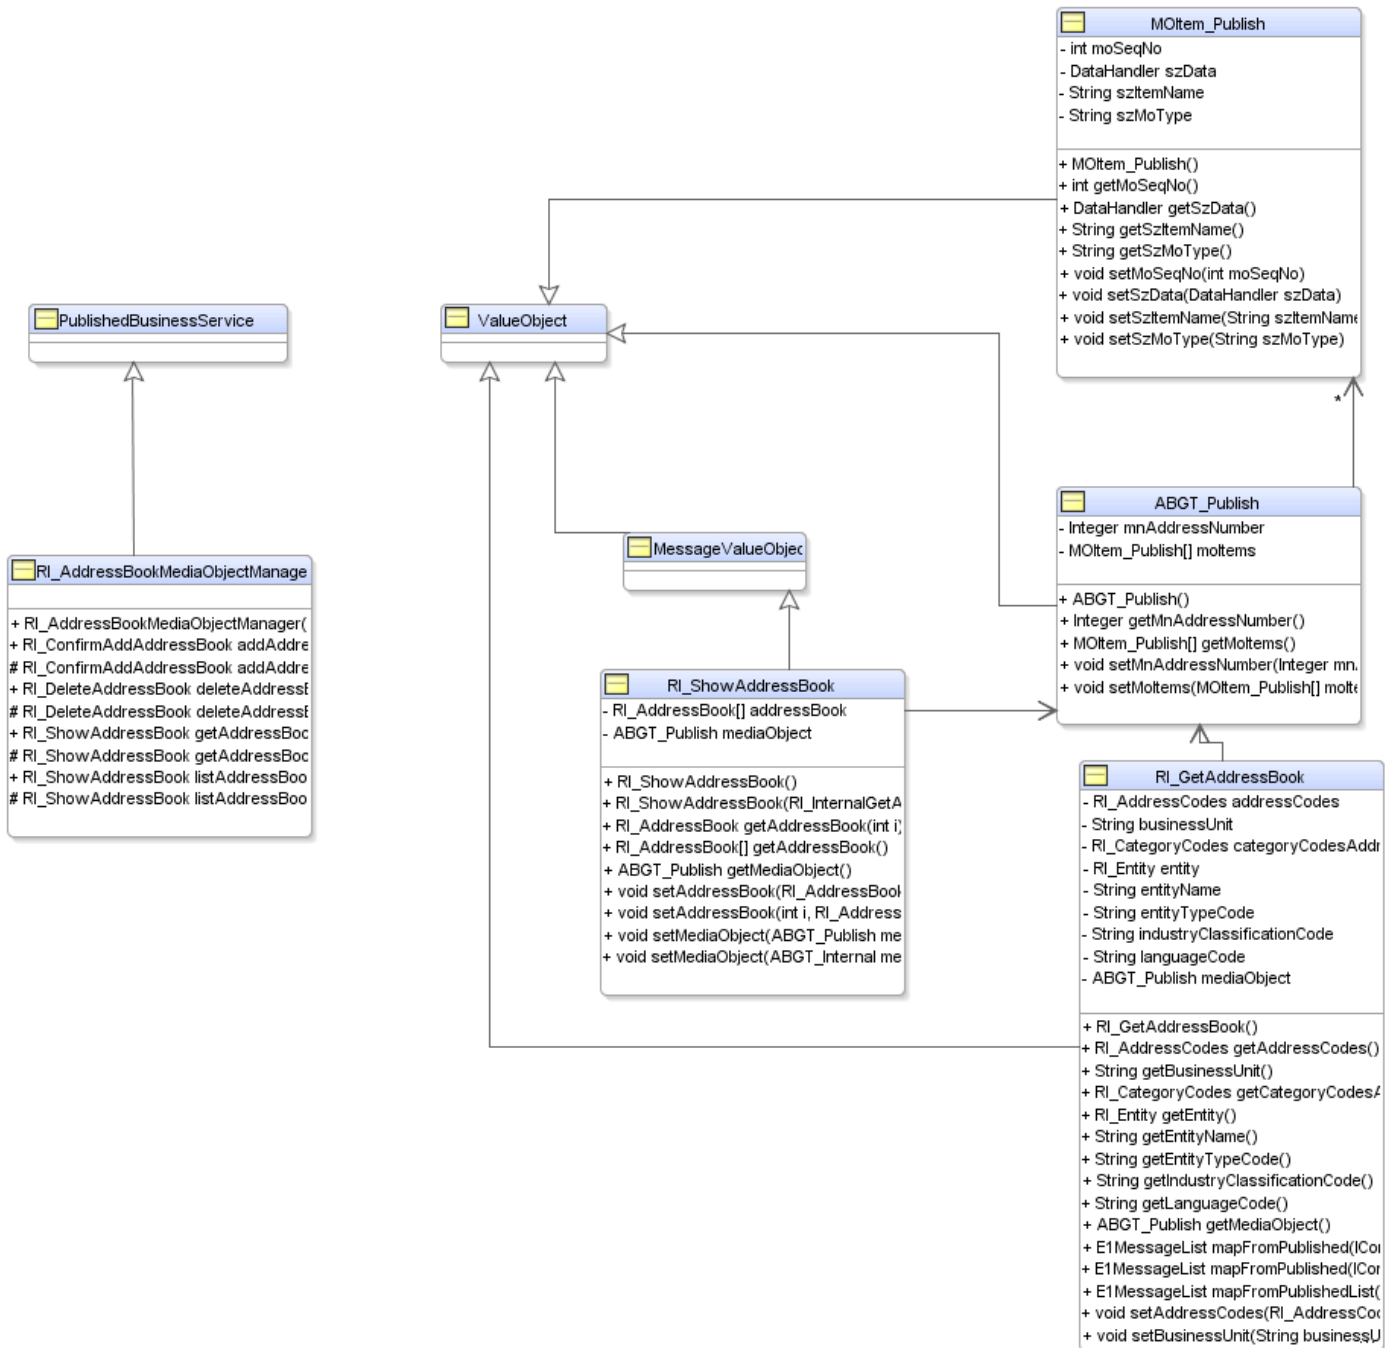 MOItem_Publish
- int moSeqNo
- DataHandler szData
- String szItemName
- String szMoType
+ MOItem_Publish()
+ int getMoSeqNo()
+ DataHandler getSzData()
+ String getSzItemName()
+ String getSzMoType()
+ void setMoSeqNo(int moSeqNo)
+ void setSzData(DataHandler szData)
+ void setSzItemName(String szItemName
+ void setSzMoType(String szMoType)
PublishedBusinessService
ValueObject
*
ABGT_Publish
- Integer mnAddressNumber
- MOItem_Publish[] moItems
+ ABGT_Publish()
+ Integer getMnAddressNumber()
+ MOItem_Publish[] getMoItems()
+ void setMnAddressNumber(Integer mn
+ void setMoItems(MOItem_Publish[] moIte
MessageValueObjec
RI_AddressBookMediaObjectManage
+ RI_AddressBookMediaObjectManager(
+ RI_ConfirmAddAddressBook addAddre
# RI_ConfirmAddAddressBook addAddre
+ RI_DeleteAddressBook deleteAddressB
# RI_DeleteAddressBook deleteAddressB
+ RI_ShowAddressBook getAddressBoo
# RI_ShowAddressBook getAddressBoo
+ RI_ShowAddressBook listAddressBoo
# RI_ShowAddressBook listAddressBoo
RI_ShowAddressBook
- RI_AddressBook[] addressBook
- ABGT_Publish mediaObject
+ RI_ShowAddressBook()
+ RI_ShowAddressBook(RI_InternalGetA
+ RI_AddressBook getAddressBook(int i)
+ RI_AddressBook[] getAddressBook()
+ ABGT_Publish getMediaObject()
+ void setAddressBook(RI_AddressBook
+ void setAddressBook(int i, RI_Address
+ void setMediaObject(ABGT_Publish me
+ void setMediaObject(ABGT_Internal me
RI_GetAddressBook
- RI_AddressCodes addressCodes
- String businessUnit
- RI_CategoryCodes categoryCodesAddr
- RI_Entity entity
- String entityName
- String entityTypeCode
- String industryClassificationCode
- String languageCode
- ABGT_Publish mediaObject
+ RI_GetAddressBook()
+ RI_AddressCodes getAddressCodes()
+ String getBusinessUnit()
+ RI_CategoryCodes getCategoryCodesA
+ RI_Entity getEntity()
+ String getEntityName()
+ String getEntityTypeCode()
+ String getIndustryClassificationCode()
+ String getLanguageCode()
+ ABGT_Publish getMediaObject()
+ E1MessageList mapFromPublished(ICon
+ E1MessageList mapFromPublished(ICon
+ E1MessageList mapFromPublishedList(
+ void setAddressCodes(RI_AddressCod
+ void setBusinessUnit(String businessU